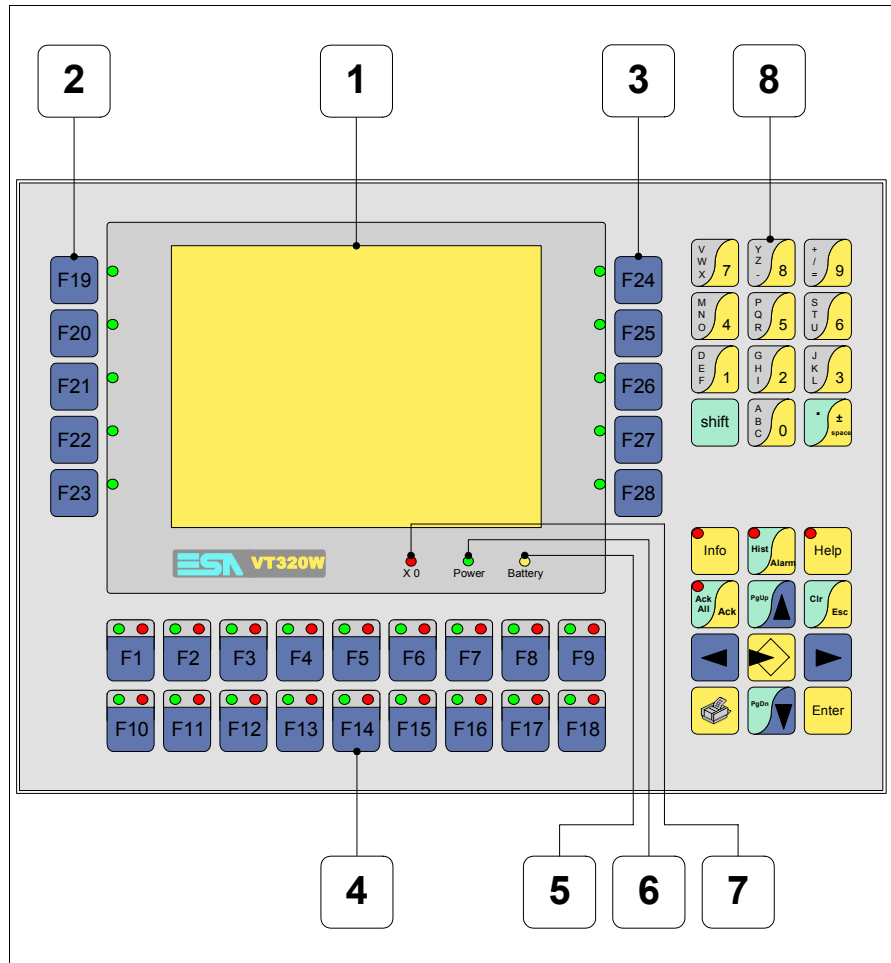 2
1
3
8
F19
F20
F21
F22
F23
F24
F25
F26
F27
F28
V W X 7
Y Z - 8
+ / = 9
M N O 4
P Q R 5
S T U 6
D E F 1
G H I 2
J K L 3
shift
A B C 0
. ± space
ESA VT320W
X 0
Power
Battery
Info
Hist Alarm
Help
Ack All Ack
PgUp
Clr Esc
PgDn
Enter
F1 F2 F3 F4 F5 F6 F7 F8 F9
F10 F11 F12 F13 F14 F15 F16 F17 F18
4
5
6
7